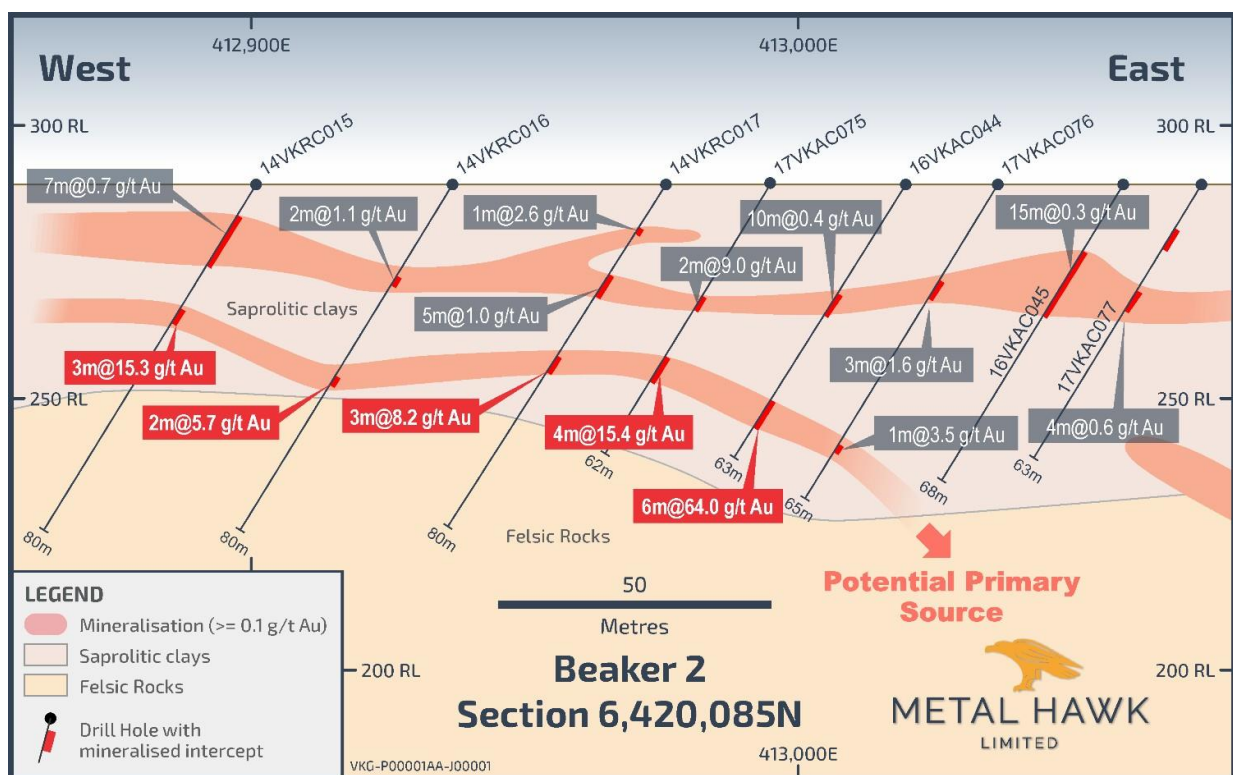 412,900E
413,000E
West
East
300 RL
300 RL
14VKRC015
14VKRC016
14VKRC017
17VKAC075
16VKAC044
17VKAC076
7m@0.7 g/t Au
2m@1.1 g/t Au
1m@2.6 g/t Au
10m@0.4 g/t Au
15m@0.3 g/t Au
2m@9.0 g/t Au
Saprolitic clays
5m@1.0 g/t Au
16VKAC045
17VKAC077
3m@15.3 g/t Au
3m@1.6 g/t Au
250 RL
250 RL
2m@5.7 g/t Au
3m@8.2 g/t Au
4m@15.4 g/t Au
1m@3.5 g/t Au
4m@0.6 g/t Au
62m
63m
65m
68m
63m
6m@64.0 g/t Au
80m
80m
80m
Felsic Rocks
Potential Primary
Source
50
Metres
LEGEND
Mineralisation (>= 0.1 g/t Au)
Saprolitic clays
Felsic Rocks
Drill Hole with
mineralised intercept
200 RL
200 RL
Beaker 2
Section 6,420,085N
METAL HAWK
LIMITED
VKG-P00001AA-J00001
413,000E